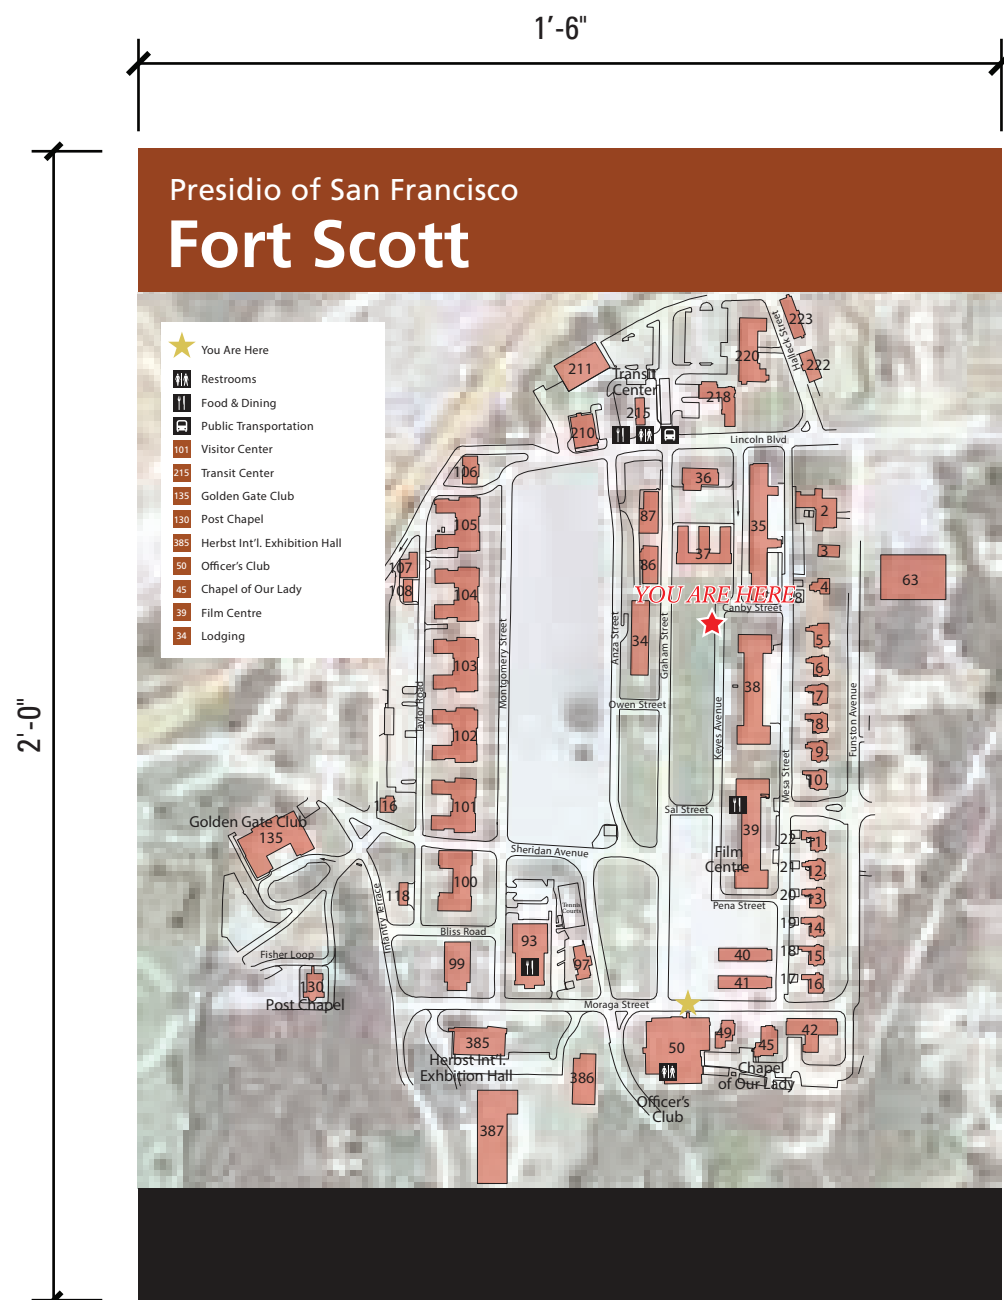 1'-6"
2'-0"
Presidio of San Francisco
Fort Scott
You Are Here
Restrooms
Food & Dining
Public Transportation
101 Visitor Center
215 Transit Center
135 Golden Gate Club
130 Post Chapel
385 Herbst Int'l. Exhibition Hall
50 Officer's Club
45 Chapel of Our Lady
39 Film Centre
34 Lodging
223
Halleck Street
220
222
211
Transit
Center
218
215
210
Lincoln Blvd
106
36
105
87
35
2
37
3
107
86
63
108
104
4
YOU ARE HERE
8
Canby Street
Anza Street
Graham Street
34
5
Montgomery Street
103
6
38
7
Taylor Road
Owen Street
8
102
Keyes Avenue
Funston Avenue
9
Mesa Street
10
116
101
Sal Street
Golden Gate Club
135
39
22
11
Film
Centre
Sheridan Avenue
21
12
100
118
20
13
Pena Street
Tennis
Courts
Infantry Terrace
19
14
Bliss Road
93
18
15
Fisher Loop
99
97
40
17
16
41
130
Post Chapel
Moraga Street
385
50
49
45
42
Herbst Int'l.
Exhbition Hall
386
Chapel
of Our Lady
Officer's
Club
387